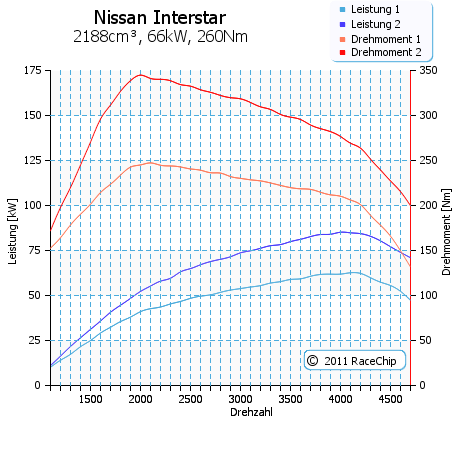 Nissan Interstar
2188cm³, 66kW, 260Nm
Leistung 1
Leistung 2
Drehmoment 1
Drehmoment 2
175
150
125
100
75
50
25
0
Leistung [kW]
350
300
250
200
150
100
50
0
Drehmoment [Nm]
1500 2000 2500 3000 3500 4000 4500
Drehzahl
© 2011 RaceChip